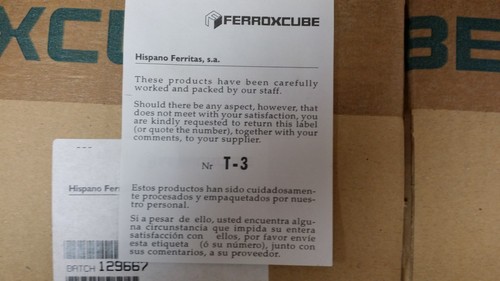 XCU
BE
FERROXCUBE
Hispano Ferritas, s.a.
These products have been carefully
worked and packed by our staff.
Should there be any aspect, however, that
does not meet with your satisfaction, you
are kindly requested to return this label
(or quote the number), together with your
comments, to your supplier.
Nr T-3
Estos productos han sido cuidadosamen-
te procesados y empaquetados por nues-
tro personal.
Si a pesar de ello, usted encuentra algu-
na circunstancia que impida su entera
satisfacción con ellos, por favor envie
esta etiqueta (ó su número), junto con
sus comentarios, a su proveedor.
Hispano Ferr
BATCH 129667